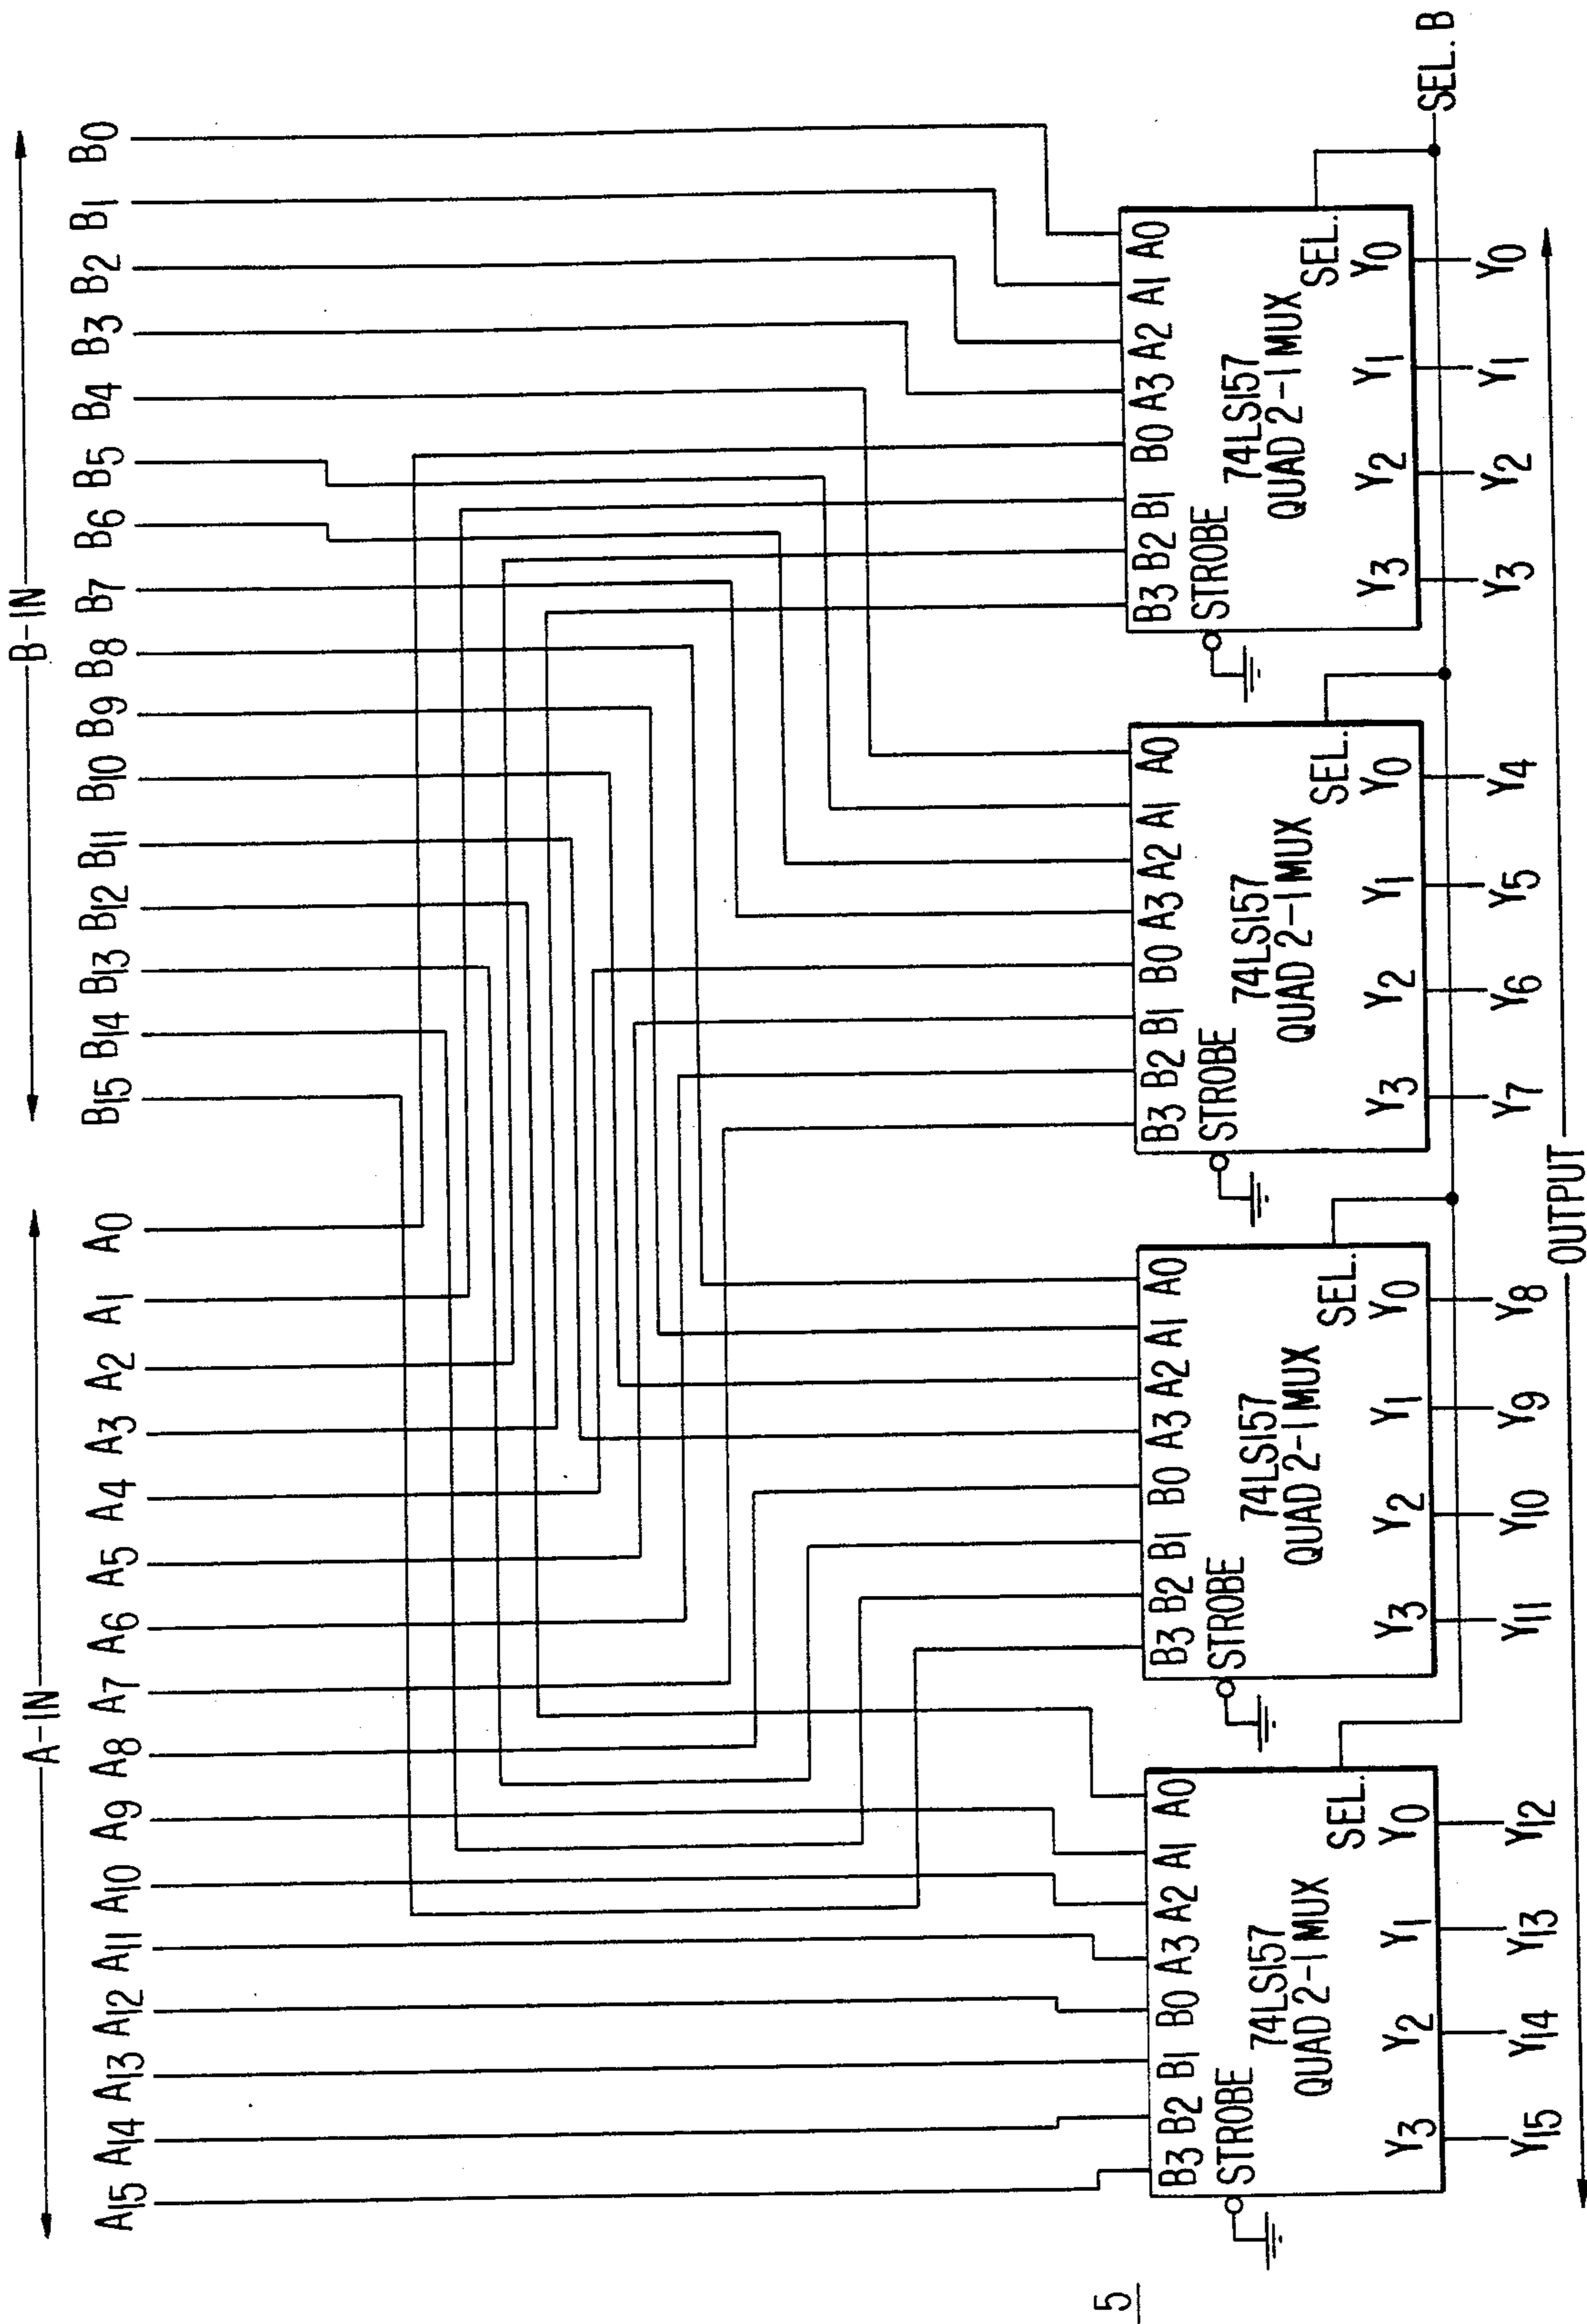 A-IN B-IN
A15 A14 A13 A12 A11 A10 A9 A8 A7 A6 A5 A4 A3 A2 A1 A0 B15 B14 B13 B12 B11 B10 B9 B8 B7 B6 B5 B4 B3 B2 B1 B0
B3 B2 B1 B0 A3 A2 A1 A0
STROBE
74LS157
QUAD 2-1 MUX
SEL.
Y3 Y2 Y1 Y0
Y15 Y14 Y13 Y12
B3 B2 B1 B0 A3 A2 A1 A0
STROBE
74LS157
QUAD 2-1 MUX
SEL.
Y3 Y2 Y1 Y0
Y11 Y10 Y9 Y8
B3 B2 B1 B0 A3 A2 A1 A0
STROBE
74LS157
QUAD 2-1 MUX
SEL.
Y3 Y2 Y1 Y0
Y7 Y6 Y5 Y4
B3 B2 B1 B0 A3 A2 A1 A0
STROBE
74LS157
QUAD 2-1 MUX
SEL.
Y3 Y2 Y1 Y0
Y3 Y2 Y1 Y0
SEL. B
OUTPUT
5